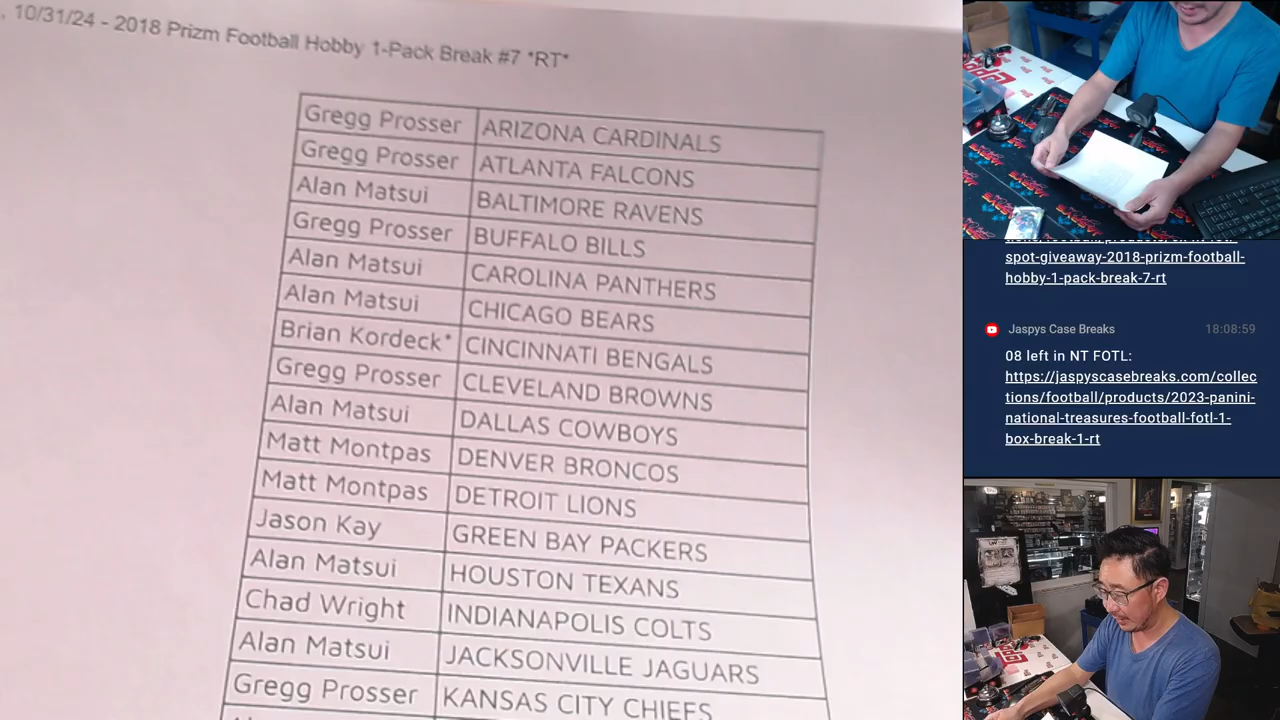 , 10/31/24 - 2018 Prizm Football Hobby 1-Pack Break #7 *RT*
Gregg Prosser ARIZONA CARDINALS
Gregg Prosser ATLANTA FALCONS
Alan Matsui BALTIMORE RAVENS
Gregg Prosser BUFFALO BILLS
Alan Matsui CAROLINA PANTHERS
Alan Matsui CHICAGO BEARS
Brian Kordeck* CINCINNATI BENGALS
Gregg Prosser CLEVELAND BROWNS
Alan Matsui DALLAS COWBOYS
Matt Montpas DENVER BRONCOS
Matt Montpas DETROIT LIONS
Jason Kay GREEN BAY PACKERS
Alan Matsui HOUSTON TEXANS
Chad Wright INDIANAPOLIS COLTS
Alan Matsui JACKSONVILLE JAGUARS
Gregg Prosser KANSAS CITY CHIEFS
spot-giveaway-2018-prizm-football-
hobby-1-pack-break-7-rt
Jaspys Case Breaks 18:08:59
08 left in NT FOTL:
https://jaspyscasebreaks.com/collec
tions/football/products/2023-panini-
national-treasures-football-fotl-1-
box-break-1-rt